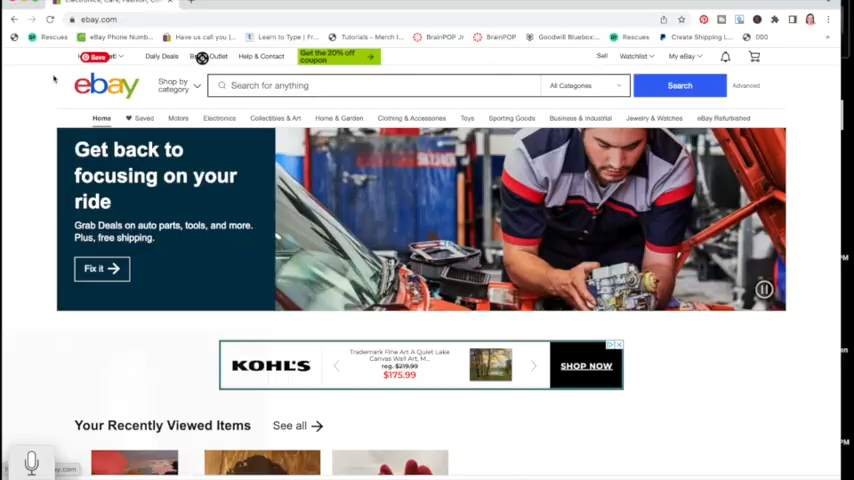 Electronics, Cars, Fashion, C
ebay.com
Rescues
eBay Phone Numb...
Have us call you |...
Learn to Type | Fr...
Tutorials – Merch I...
BrainPOP Jr
BrainPOP
Goodwill Bluebox:...
Rescues
Create Shipping L...
000
Save
Daily Deals
Outlet
Help & Contact
Get the 20% off
coupon
Sell
Watchlist
My eBay
ebay
Shop by
category
Search for anything
All Categories
Search
Advanced
Home
Saved
Motors
Electronics
Collectibles & Art
Home & Garden
Clothing & Accessories
Toys
Sporting Goods
Business & Industrial
Jewelry & Watches
eBay Refurbished
Get back to
focusing on your
ride
Grab Deals on auto parts, tools, and more.
Plus, free shipping.
Fix it
KOHL'S
Trademark Fine Art A Quiet Lake
Canvas Wall Art, M...
reg. $219.99
$175.99
SHOP NOW
Your Recently Viewed Items
See all